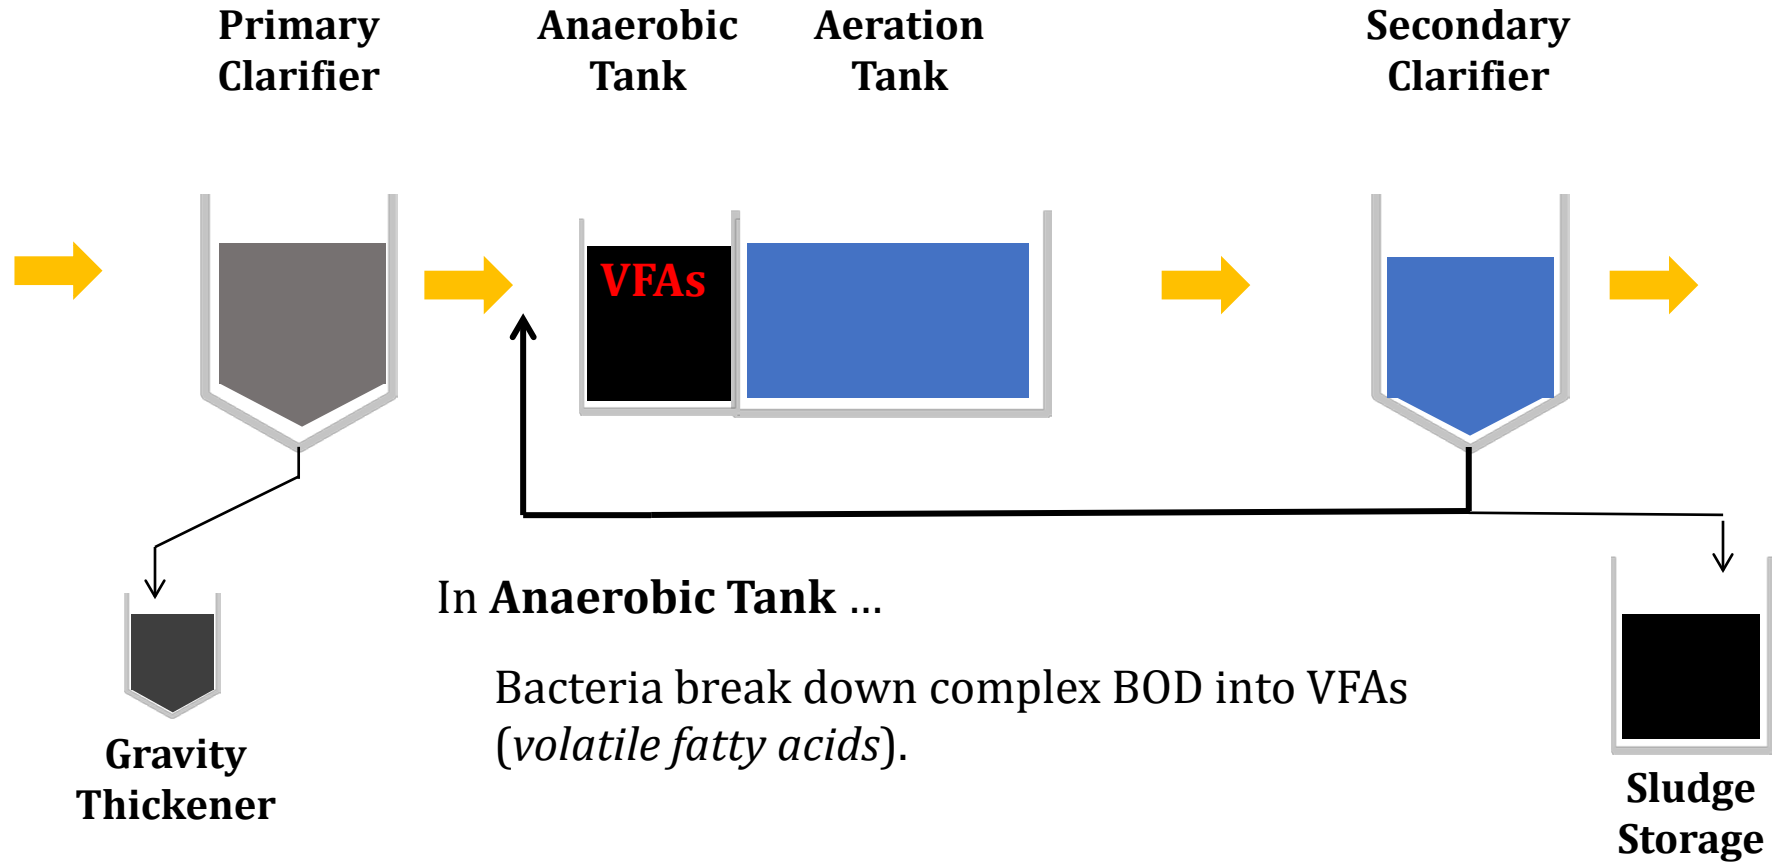 Primary
Clarifier
Anaerobic
Tank
Aeration
Tank
Secondary
Clarifier
VFAs
In Anaerobic Tank ...
Bacteria break down complex BOD into VFAs
(volatile fatty acids).
Gravity
Thickener
Sludge
Storage